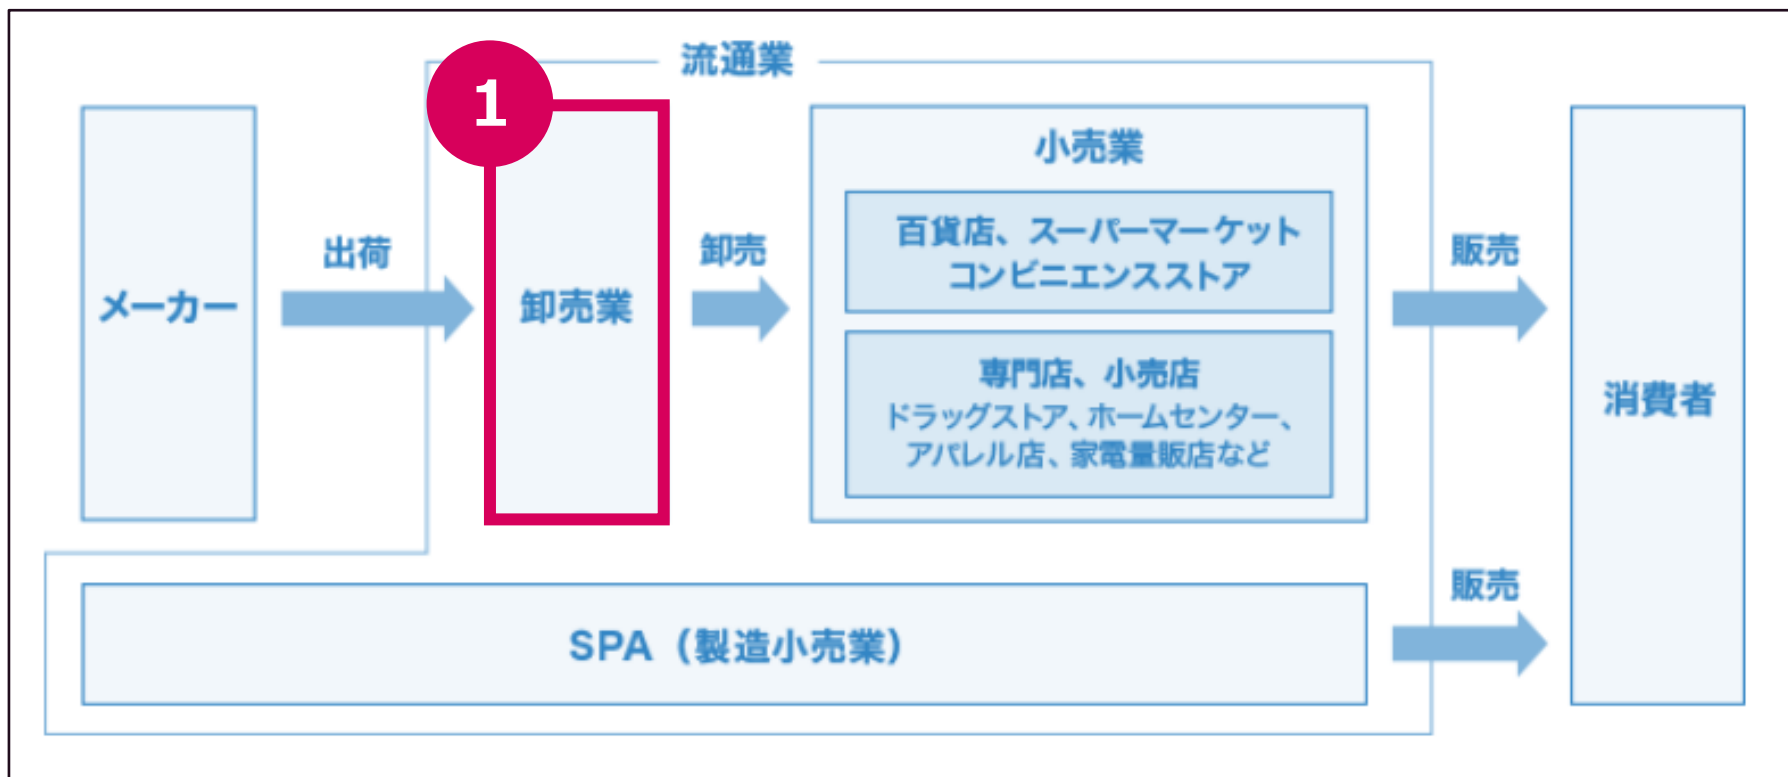 流通業
1
メーカー
出荷
卸売業
卸売
小売業
百貨店、スーパーマーケット
コンビニエンスストア
専門店、小売店
ドラッグストア、ホームセンター、
アパレル店、家電量販店など
販売
消費者
SPA（製造小売業）
販売